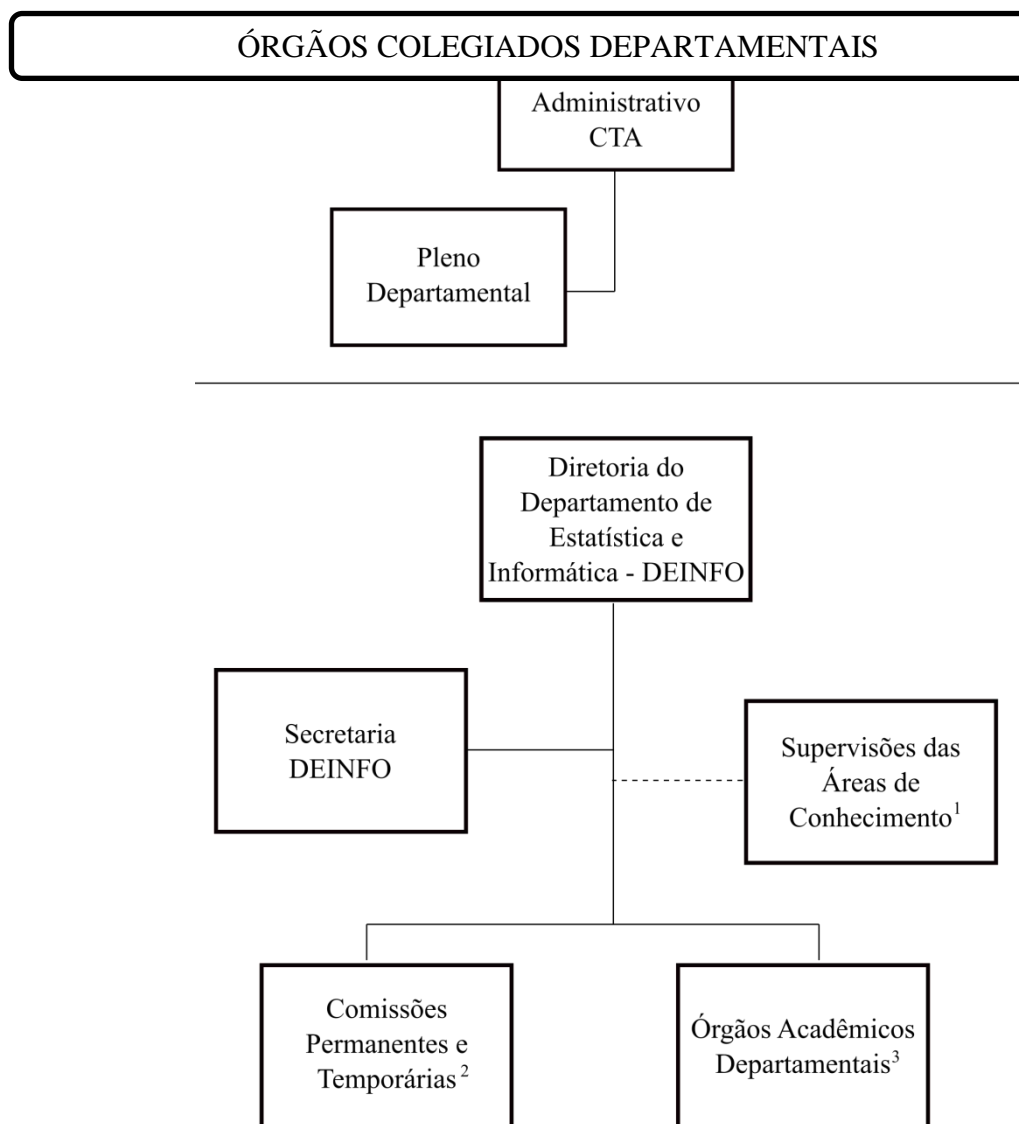 ÓRGÃOS COLEGIADOS DEPARTAMENTAIS
Administrativo
CTA
Pleno
Departamental
Diretoria do
Departamento de
Estatística e
Informática - DEINFO
Secretaria
DEINFO
Supervisões das
Áreas de
Conhecimento¹
Comissões
Permanentes e
Temporárias²
Órgãos Acadêmicos
Departamentais³